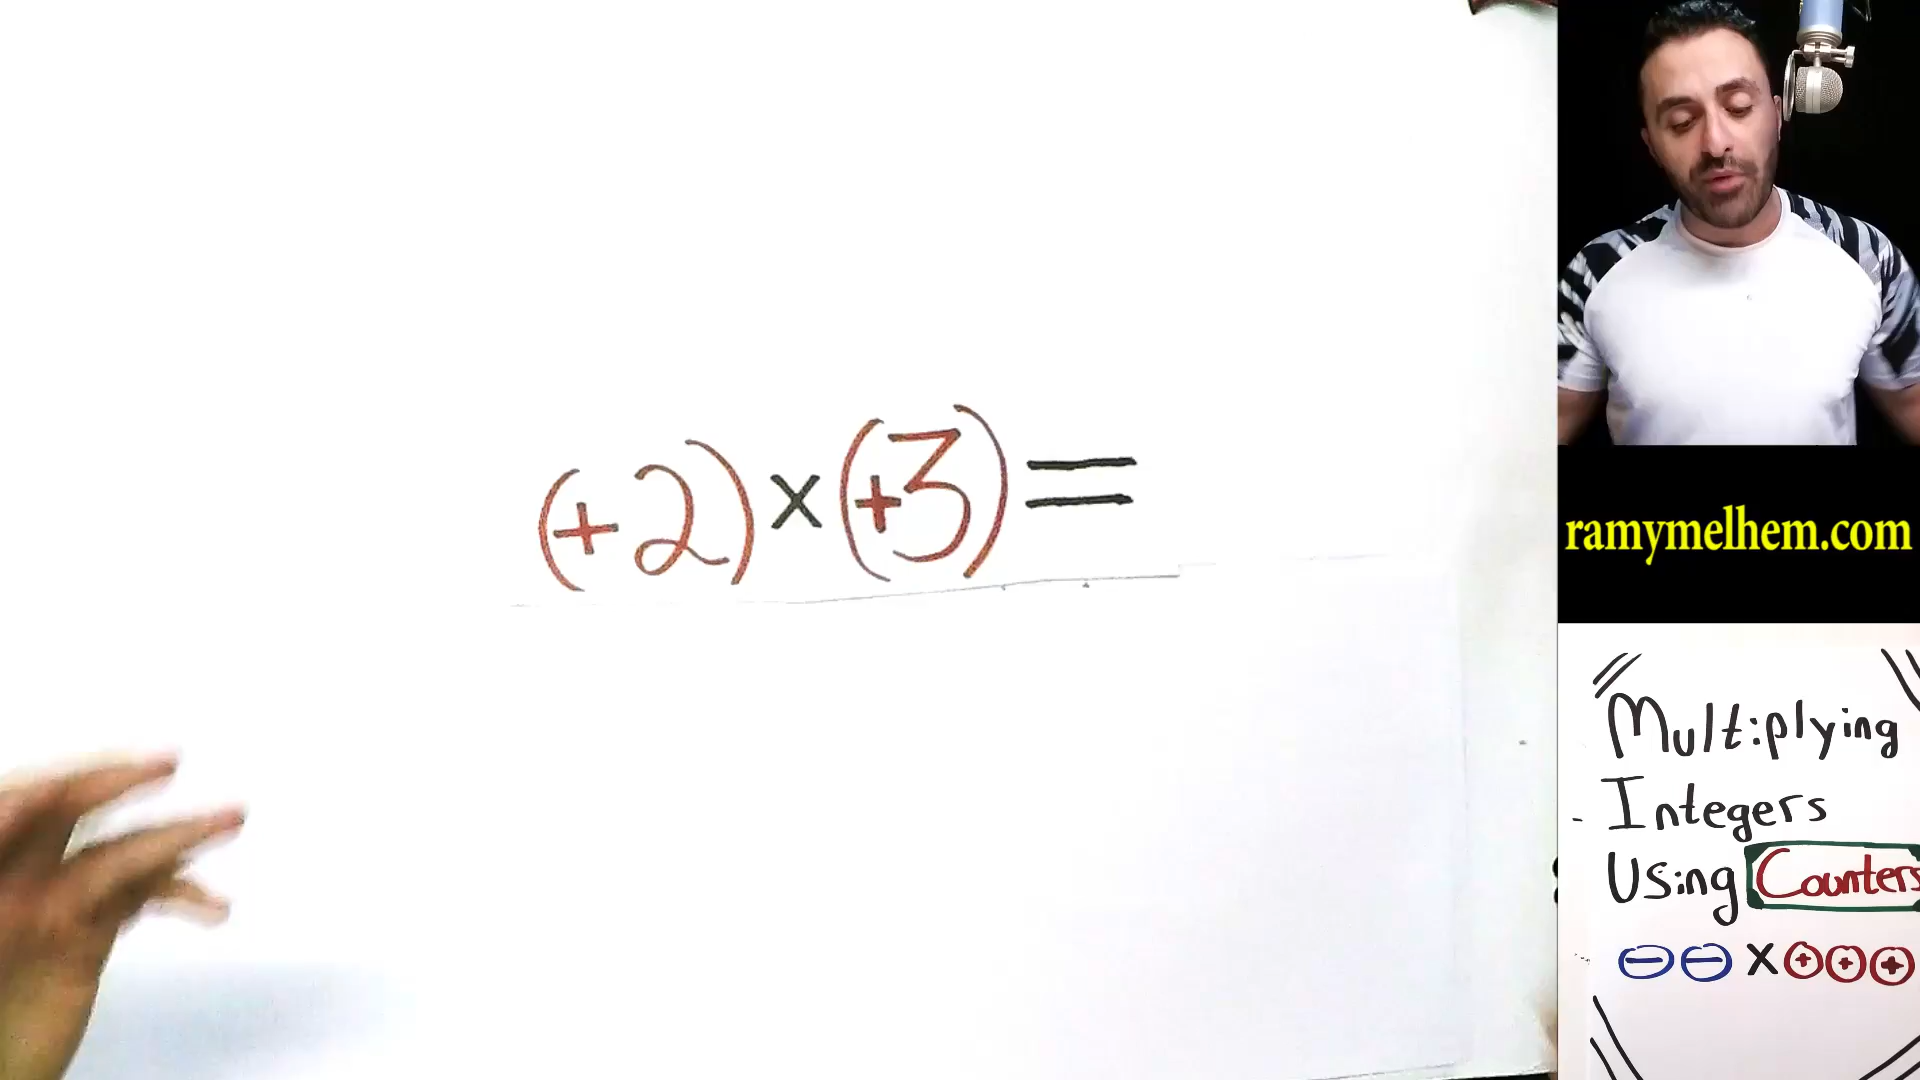 (+2)×(+3)=
ramymelhem.com
Multiplying
Integers
Using Counters
⊖⊖×⊕⊕⊕